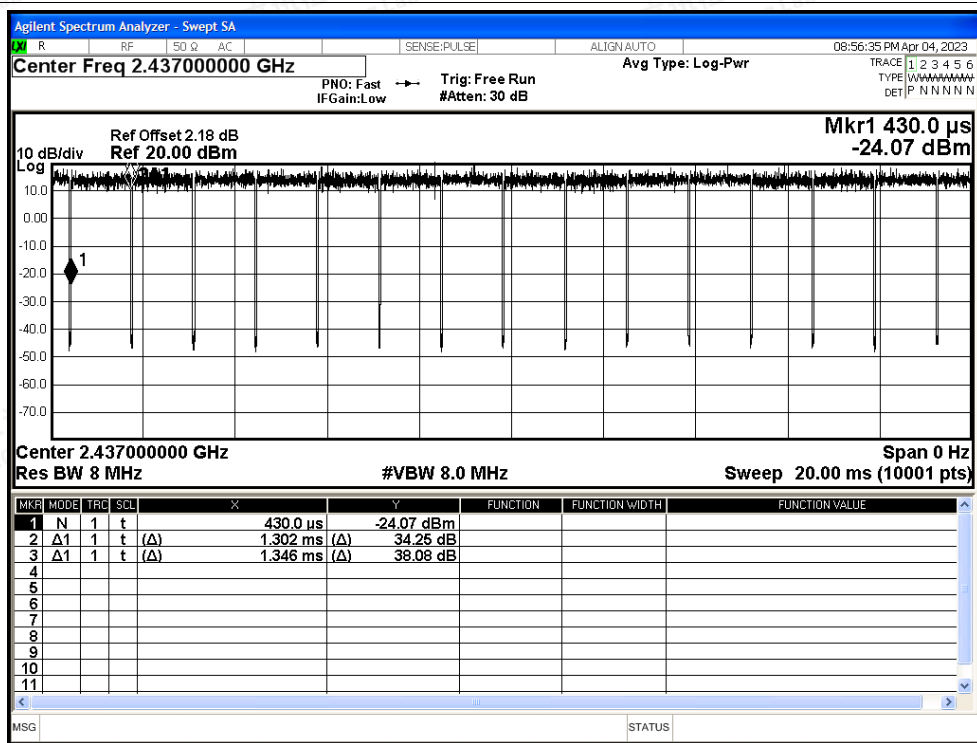 Agilent Spectrum Analyzer - Swept SA
LXI R RF 50 Ω AC SENSE:PULSE ALIGN AUTO 08:56:35 PM Apr 04, 2023
Center Freq 2.437000000 GHz
PNO: Fast
IFGain:Low
Trig: Free Run
#Atten: 30 dB
Avg Type: Log-Pwr
TRACE 1 2 3 4 5 6
TYPE
DET P N N N N N
Ref Offset 2.18 dB
10 dB/div Ref 20.00 dBm
Mkr1 430.0 µs
-24.07 dBm
Log
10.0
0.00
-10.0
1
-20.0
-30.0
-40.0
-50.0
-60.0
-70.0
Center 2.437000000 GHz Span 0 Hz
Res BW 8 MHz #VBW 8.0 MHz Sweep 20.00 ms (10001 pts)
MKR MODE TRC SCL X Y FUNCTION FUNCTION WIDTH FUNCTION VALUE
1 N 1 t 430.0 µs -24.07 dBm
2 Δ1 1 t (Δ) 1.302 ms (Δ) 34.25 dB
3 Δ1 1 t (Δ) 1.346 ms (Δ) 38.08 dB
4
5
6
7
8
9
10
11
MSG STATUS